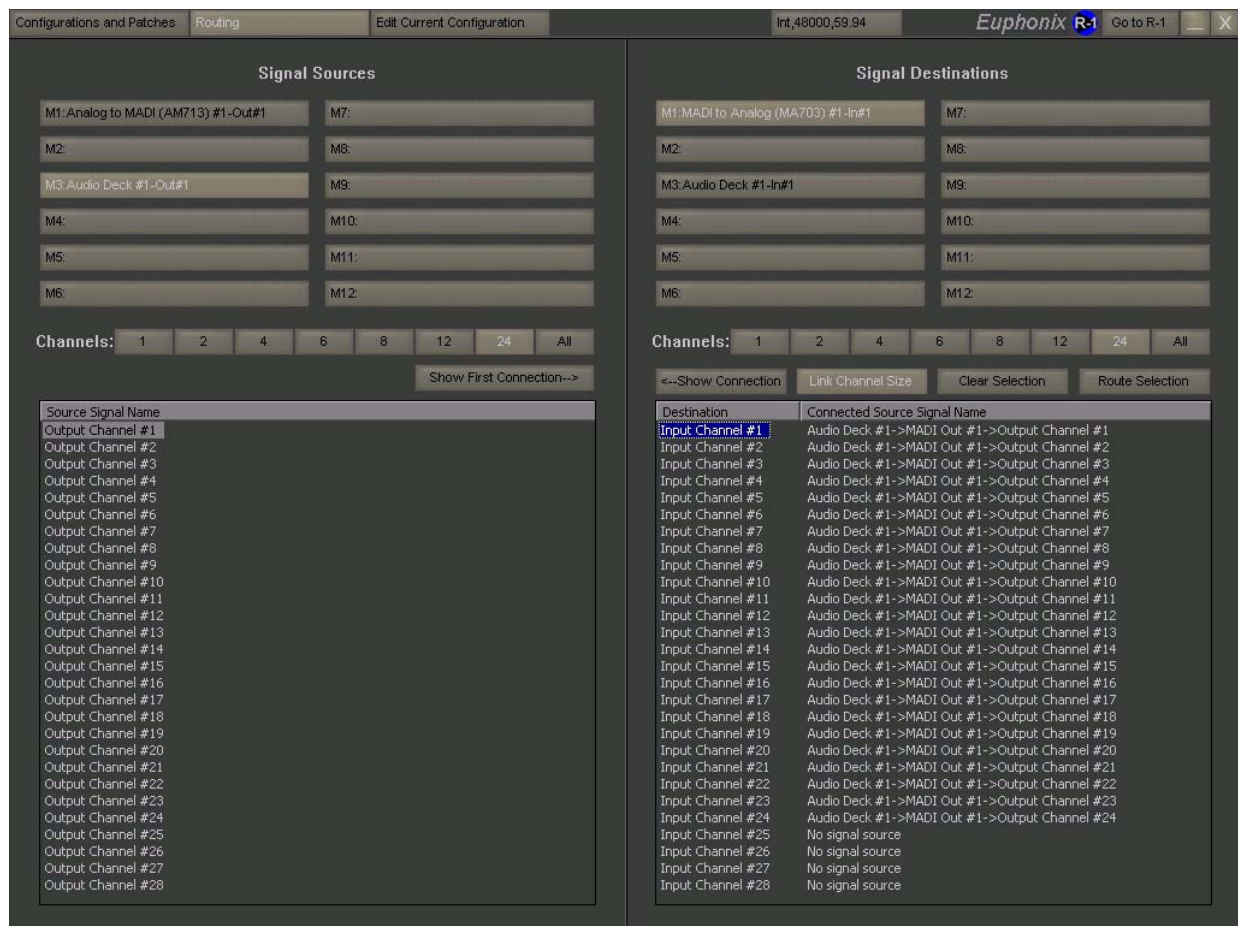 Configurations and Patches Routing Edit Current Configuration Int,48000,59.94 Euphonix R-1 Go to R-1 _ X
Signal Sources
M1:Analog to MADI (AM713) #1-Out#1 M7:
M2: M8:
M3:Audio Deck #1-Out#1 M9:
M4: M10:
M5: M11:
M6: M12:
Channels: 1 2 4 6 8 12 24 All
Show First Connection-->
Source Signal Name
Output Channel #1
Output Channel #2
Output Channel #3
Output Channel #4
Output Channel #5
Output Channel #6
Output Channel #7
Output Channel #8
Output Channel #9
Output Channel #10
Output Channel #11
Output Channel #12
Output Channel #13
Output Channel #14
Output Channel #15
Output Channel #16
Output Channel #17
Output Channel #18
Output Channel #19
Output Channel #20
Output Channel #21
Output Channel #22
Output Channel #23
Output Channel #24
Output Channel #25
Output Channel #26
Output Channel #27
Output Channel #28
Signal Destinations
M1:MADI to Analog (MA703) #1-In#1 M7:
M2: M8:
M3:Audio Deck #1-In#1 M9:
M4: M10:
M5: M11:
M6: M12:
Channels: 1 2 4 6 8 12 24 All
<--Show Connection Link Channel Size Clear Selection Route Selection
Destination Connected Source Signal Name
Input Channel #1 Audio Deck #1->MADI Out #1->Output Channel #1
Input Channel #2 Audio Deck #1->MADI Out #1->Output Channel #2
Input Channel #3 Audio Deck #1->MADI Out #1->Output Channel #3
Input Channel #4 Audio Deck #1->MADI Out #1->Output Channel #4
Input Channel #5 Audio Deck #1->MADI Out #1->Output Channel #5
Input Channel #6 Audio Deck #1->MADI Out #1->Output Channel #6
Input Channel #7 Audio Deck #1->MADI Out #1->Output Channel #7
Input Channel #8 Audio Deck #1->MADI Out #1->Output Channel #8
Input Channel #9 Audio Deck #1->MADI Out #1->Output Channel #9
Input Channel #10 Audio Deck #1->MADI Out #1->Output Channel #10
Input Channel #11 Audio Deck #1->MADI Out #1->Output Channel #11
Input Channel #12 Audio Deck #1->MADI Out #1->Output Channel #12
Input Channel #13 Audio Deck #1->MADI Out #1->Output Channel #13
Input Channel #14 Audio Deck #1->MADI Out #1->Output Channel #14
Input Channel #15 Audio Deck #1->MADI Out #1->Output Channel #15
Input Channel #16 Audio Deck #1->MADI Out #1->Output Channel #16
Input Channel #17 Audio Deck #1->MADI Out #1->Output Channel #17
Input Channel #18 Audio Deck #1->MADI Out #1->Output Channel #18
Input Channel #19 Audio Deck #1->MADI Out #1->Output Channel #19
Input Channel #20 Audio Deck #1->MADI Out #1->Output Channel #20
Input Channel #21 Audio Deck #1->MADI Out #1->Output Channel #21
Input Channel #22 Audio Deck #1->MADI Out #1->Output Channel #22
Input Channel #23 Audio Deck #1->MADI Out #1->Output Channel #23
Input Channel #24 Audio Deck #1->MADI Out #1->Output Channel #24
Input Channel #25 No signal source
Input Channel #26 No signal source
Input Channel #27 No signal source
Input Channel #28 No signal source